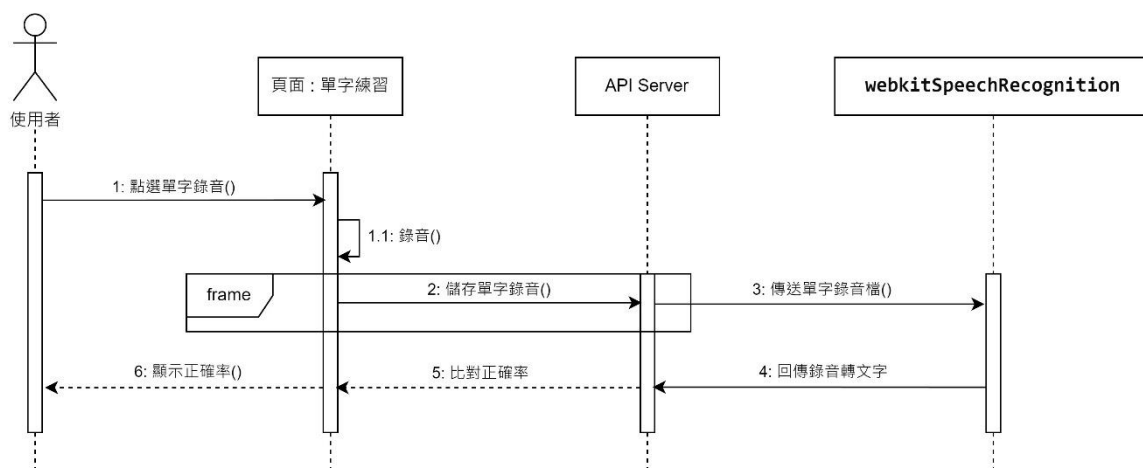 使用者
頁面 : 單字練習
API Server
webkitSpeechRecognition
1: 點選單字錄音()
1.1: 錄音()
frame
2: 儲存單字錄音()
3: 傳送單字錄音檔()
6: 顯示正確率()
5: 比對正確率
4: 回傳錄音轉文字